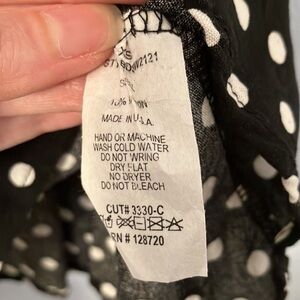 XS
MADE IN U.S.A.
HAND OR MACHINE
WASH COLD WATER
DO NOT WRING
DRY FLAT
NO DRYER
DO NOT BLEACH
CUT# 3330-C
RN # 128720